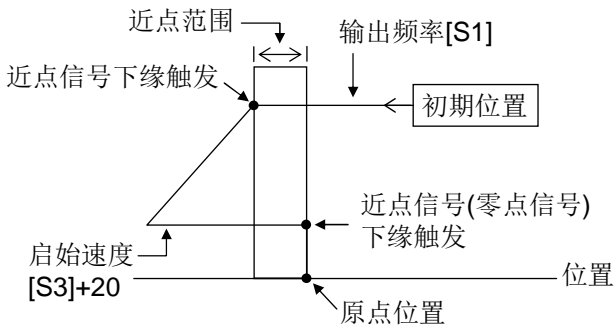 近点范围
输出频率[S1]
近点信号下缘触发
初期位置
近点信号(零点信号)
下缘触发
启始速度
[S3]+20
位置
原点位置